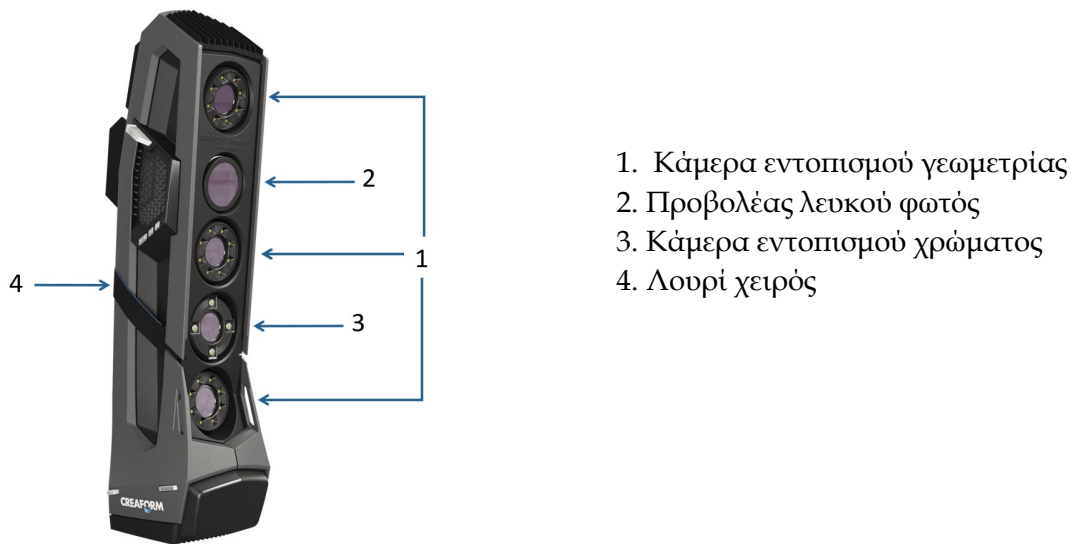 2
1
4
3
CREAFORM
1. Κάμερα εντοπισμού γεωμετρίας
2. Προβολέας λευκού φωτός
3. Κάμερα εντοπισμού χρώματος
4. Λουρί χειρός